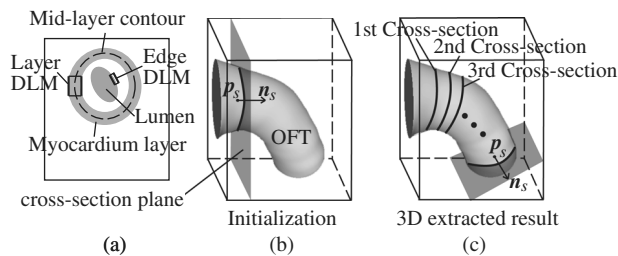 Mid-layer contour
Layer
DLM
Edge
DLM
Lumen
Myocardium layer
(a)
p_s n_s
OFT
cross-section plane
Initialization
(b)
1st Cross-section
2nd Cross-section
3rd Cross-section
p_s
n_s
3D extracted result
(c)